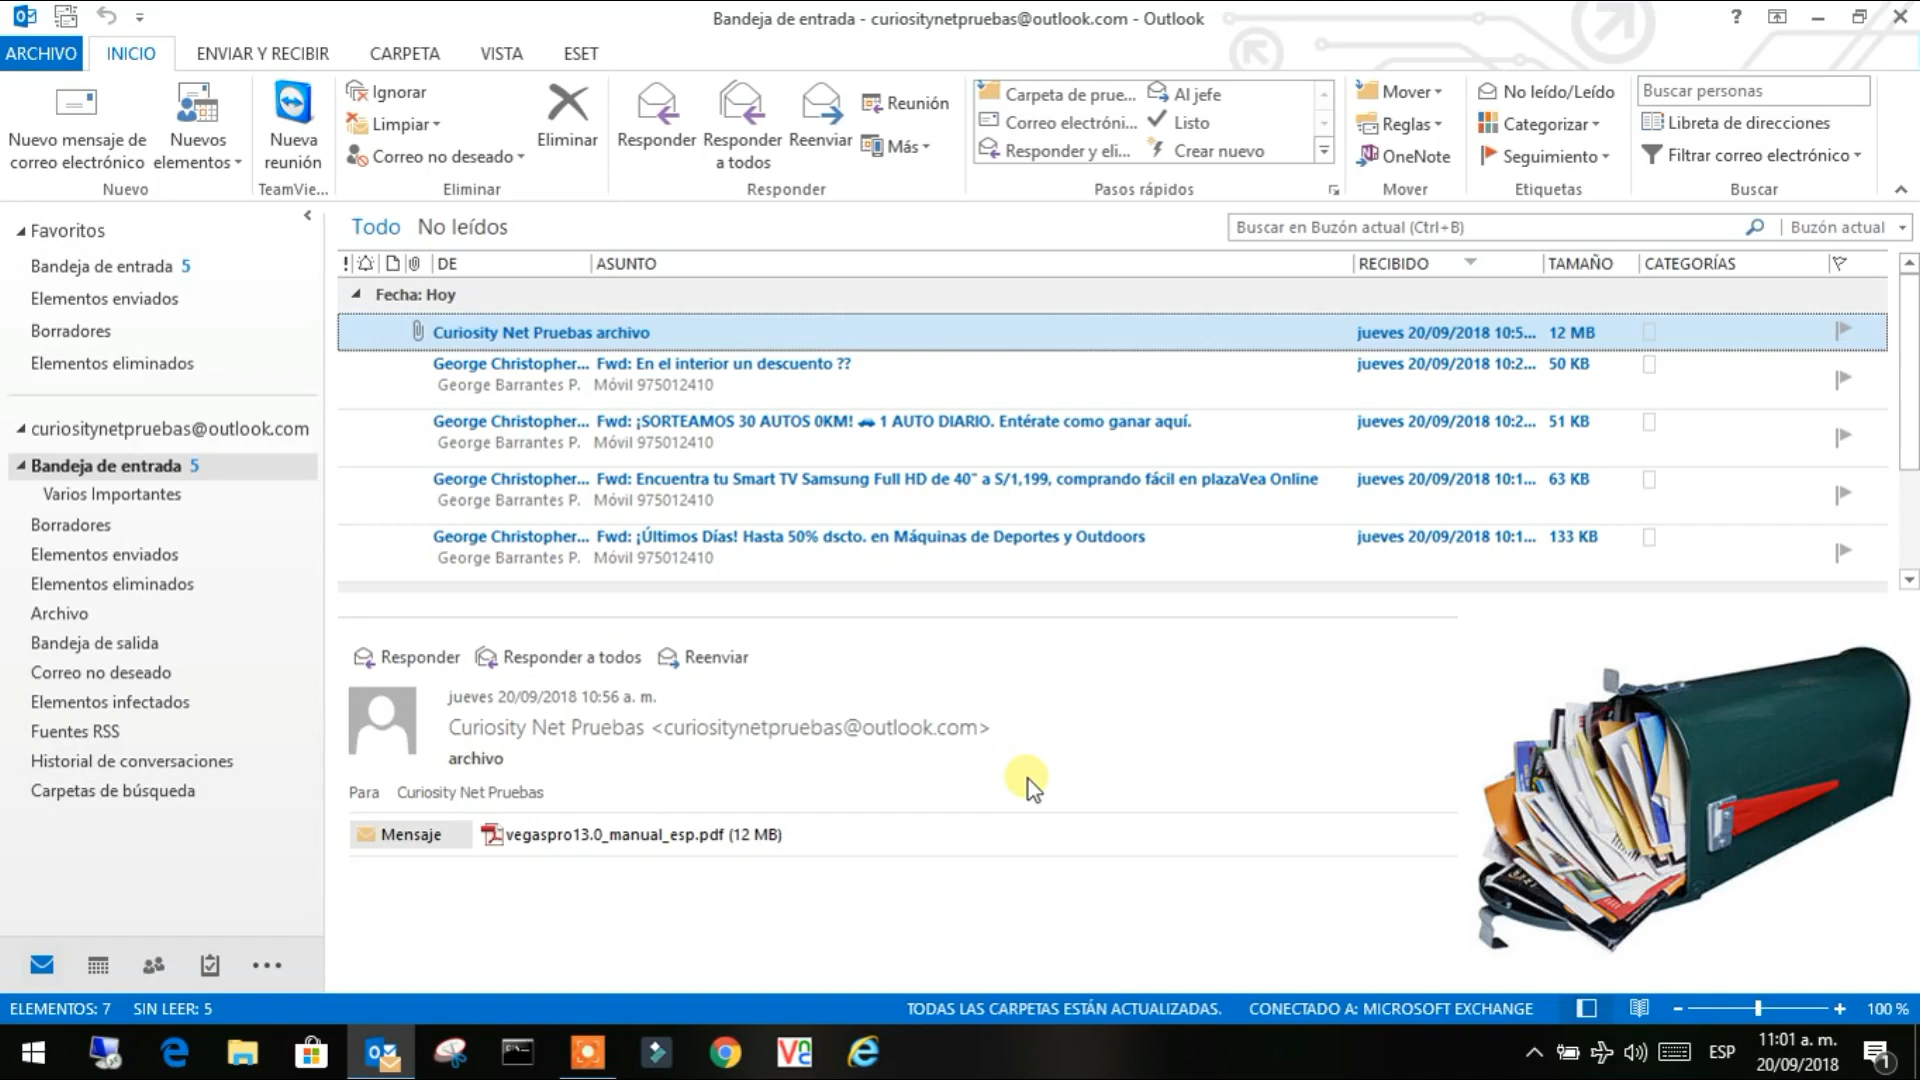 Bandeja de entrada - curiositynetpruebas@outlook.com - Outlook
ARCHIVO INICIO ENVIAR Y RECIBIR CARPETA VISTA ESET
Nuevo mensaje de correo electrónico
Nuevos elementos
Nuevo
Nueva reunión
TeamVie...
Ignorar
Limpiar
Correo no deseado
Eliminar
Eliminar
Responder
Responder a todos
Reenviar
Reunión
Más
Responder
Carpeta de prue... Al jefe
Correo electróni... Listo
Responder y eli... Crear nuevo
Pasos rápidos
Mover
Reglas
OneNote
Mover
No leído/Leído
Categorizar
Seguimiento
Etiquetas
Buscar personas
Libreta de direcciones
Filtrar correo electrónico
Buscar
Favoritos
Bandeja de entrada 5
Elementos enviados
Borradores
Elementos eliminados
curiositynetpruebas@outlook.com
Bandeja de entrada 5
Varios Importantes
Borradores
Elementos enviados
Elementos eliminados
Archivo
Bandeja de salida
Correo no deseado
Elementos infectados
Fuentes RSS
Historial de conversaciones
Carpetas de búsqueda
Todo No leídos
Buscar en Buzón actual (Ctrl+B) Buzón actual
DE ASUNTO RECIBIDO TAMAÑO CATEGORÍAS
Fecha: Hoy
Curiosity Net Pruebas archivo jueves 20/09/2018 10:5... 12 MB
George Christopher... Fwd: En el interior un descuento ?? jueves 20/09/2018 10:2... 50 KB
George Barrantes P. Móvil 975012410
George Christopher... Fwd: ¡SORTEAMOS 30 AUTOS 0KM! 🚗 1 AUTO DIARIO. Entérate como ganar aquí. jueves 20/09/2018 10:2... 51 KB
George Barrantes P. Móvil 975012410
George Christopher... Fwd: Encuentra tu Smart TV Samsung Full HD de 40" a S/1,199, comprando fácil en plazaVea Online jueves 20/09/2018 10:1... 63 KB
George Barrantes P. Móvil 975012410
George Christopher... Fwd: ¡Últimos Días! Hasta 50% dscto. en Máquinas de Deportes y Outdoors jueves 20/09/2018 10:1... 133 KB
George Barrantes P. Móvil 975012410
Responder Responder a todos Reenviar
jueves 20/09/2018 10:56 a. m.
Curiosity Net Pruebas <curiositynetpruebas@outlook.com>
archivo
Para Curiosity Net Pruebas
Mensaje vegaspro13.0_manual_esp.pdf (12 MB)
ELEMENTOS: 7 SIN LEER: 5 TODAS LAS CARPETAS ESTÁN ACTUALIZADAS. CONECTADO A: MICROSOFT EXCHANGE 100 %
ESP
11:01 a. m.
20/09/2018
1